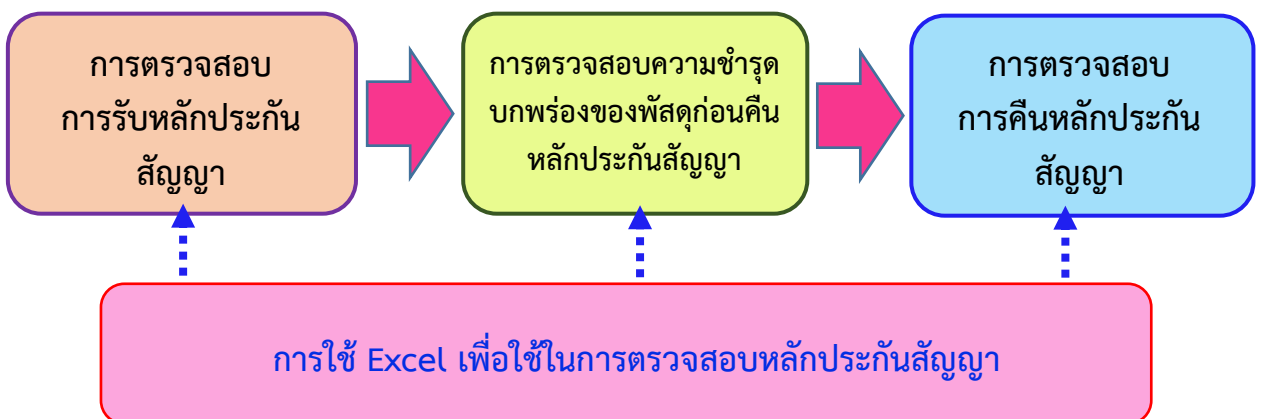 การตรวจสอบ
การรับหลักประกัน
สัญญา
การตรวจสอบความชำรุด
บกพร่องของพัสดุก่อนคืน
หลักประกันสัญญา
การตรวจสอบ
การคืนหลักประกัน
สัญญา
การใช้ Excel เพื่อใช้ในการตรวจสอบหลักประกันสัญญา